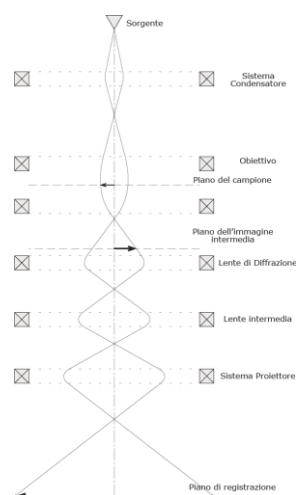 Sorgente
Sistema
Condensatore
Obiettivo
Piano del campione
Piano dell'immagine
intermedia
Lente di Diffrazione
Lente intermedia
Sistema Proiettore
Piano di registrazione